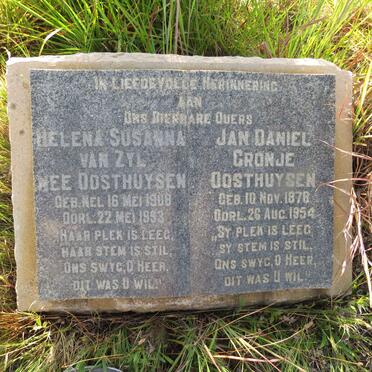 IN LIEFDEVOLLE HERINNERING
AAN
ONS DIERBARE OUERS
HELENA SUSANNA
VAN ZYL
NEE OOSTHUYSEN
GEB. NEL 16 MEI 1908
OORL. 22 MEI 1993
HAAR PLEK IS LEEG,
HAAR STEM IS STIL,
ONS SWYG, O HEER,
DIT WAS U WIL."
JAN DANIEL
CRONJE
OOSTHUYSEN
GEB. 10 NOV. 1876
OORL. 26 AUG. 1954
"SY PLEK IS LEEG
SY STEM IS STIL,
ONS SWYG, O HEER,
DIT WAS U WIL."